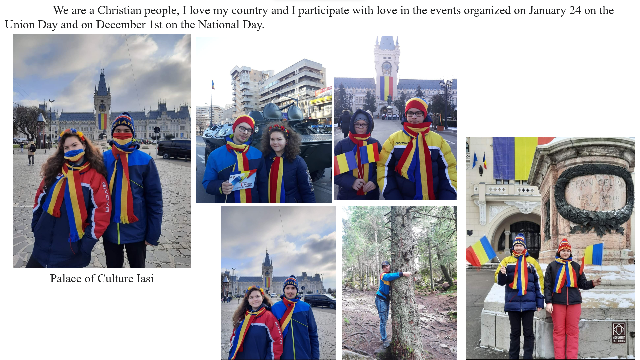 We are a Christian people, I love my country and I participate with love in the events organized on January 24 on the
Union Day and on December 1st on the National Day.
Palace of Culture Iasi